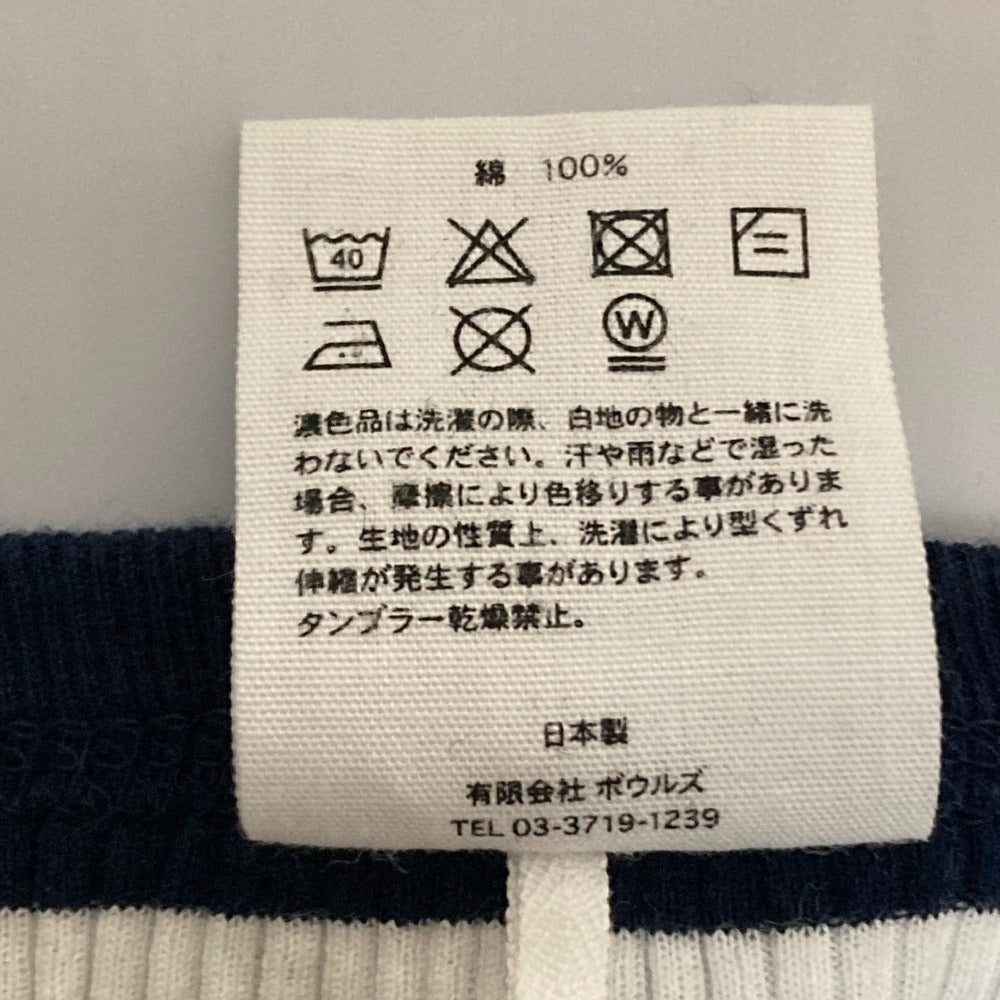 綿 100%
40
W
濃色品は洗濯の際、白地の物と一緒に洗
わないでください。汗や雨などで湿った
場合、摩擦により色移りする事がありま
す。生地の性質上、洗濯により型くずれ
伸縮が発生する事があります。
タンブラー乾燥禁止。
日本製
有限会社 ボウルズ
TEL 03-3719-1239